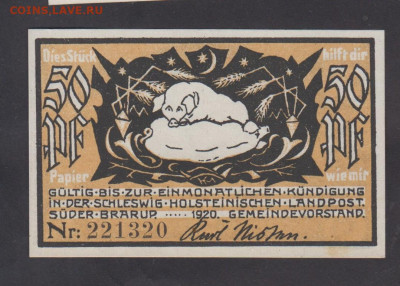 COINS.LAVE.RU
Dies Stück hilft dir
50 50
Pf Pf
Papier wie mir
GÜLTIG·BIS·ZUR·EINMONATLICHEN·KÜNDIGUNG
IN·DER·SCHLESWIG·HOLSTEINISCHEN·LANDPOST.
SÜDER·BRARUP. ····· 1920. GEMEINDEVORSTAND.
Nr: 221320